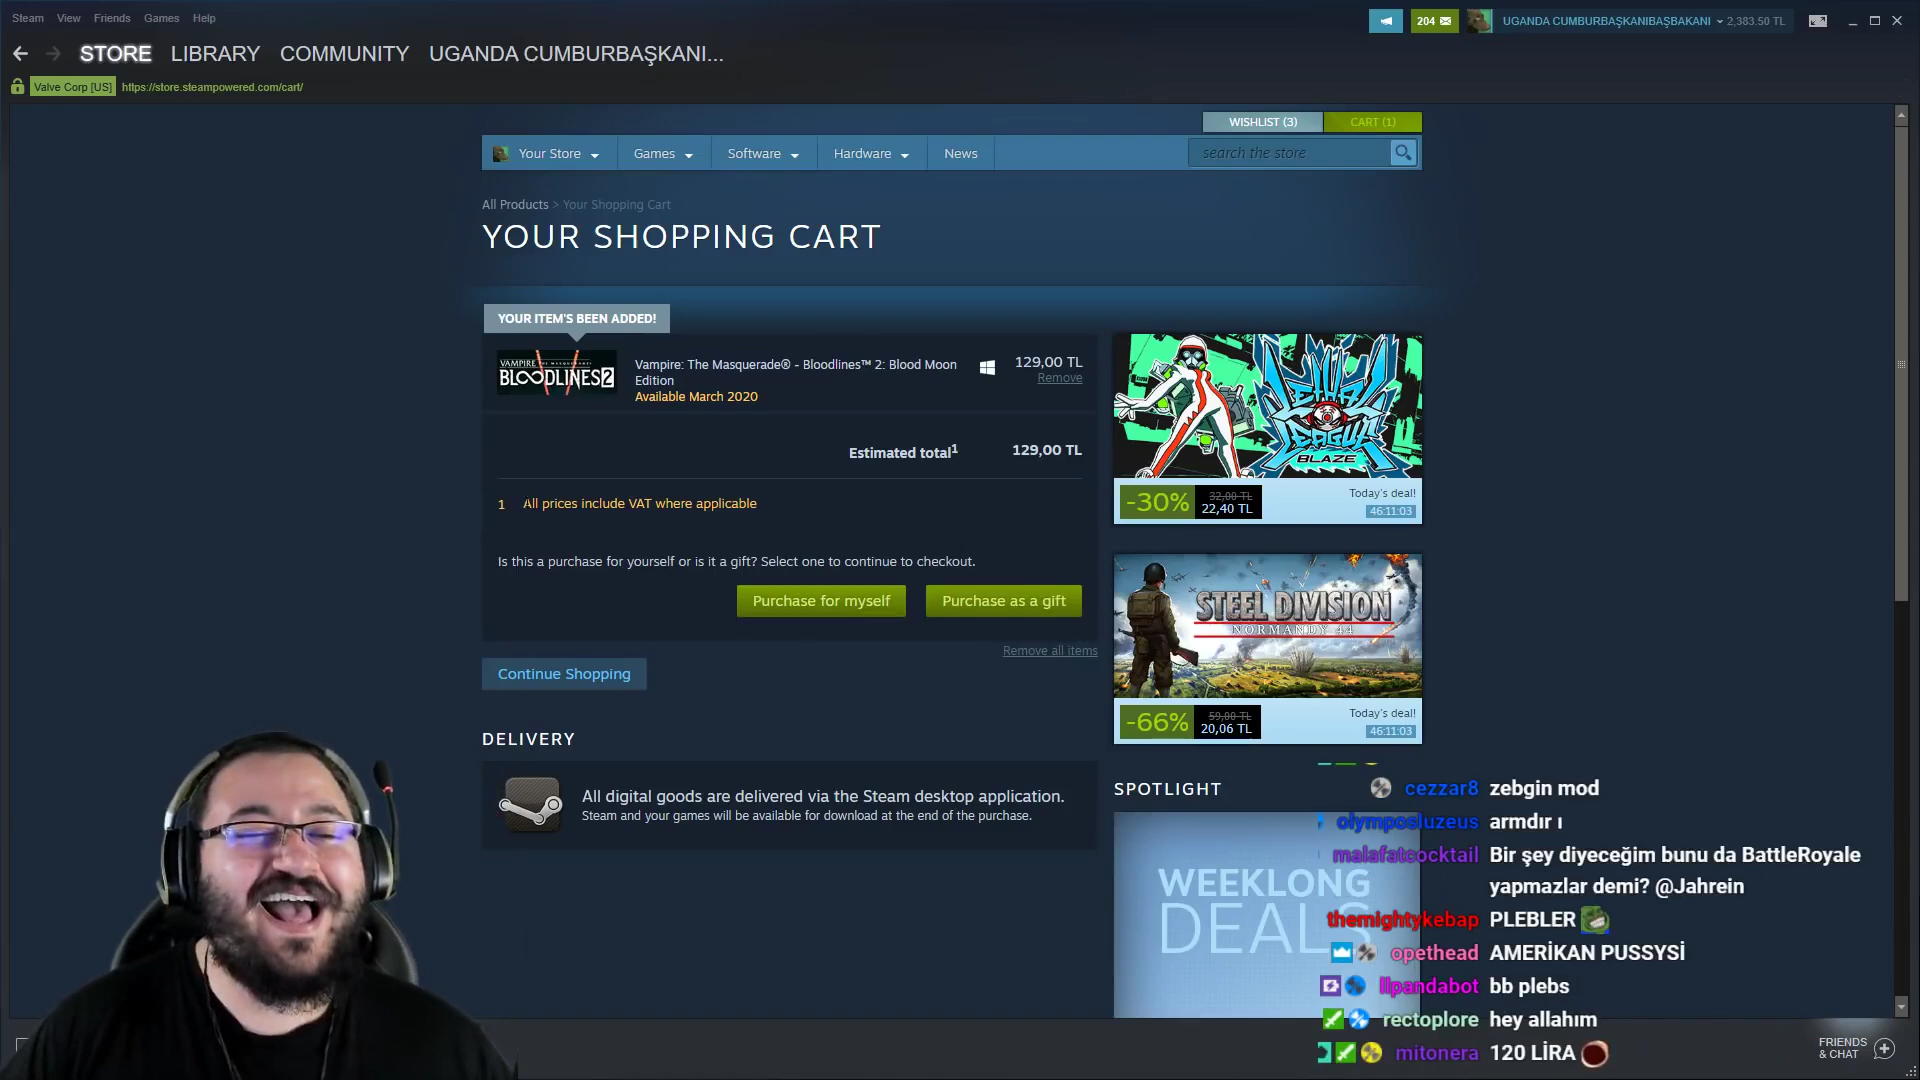 Steam View Friends Games Help
204
UGANDA CUMBURBAŞKANIBAŞBAKANI 2,383.50 TL
STORE LIBRARY COMMUNITY UGANDA CUMBURBAŞKANI...
Valve Corp [US] https://store.steampowered.com/cart/
WISHLIST (3) CART (1)
Your Store Games Software Hardware News search the store
All Products > Your Shopping Cart
YOUR SHOPPING CART
YOUR ITEM'S BEEN ADDED!
VAMPIRE THE MASQUERADE
BLOODLINES 2
Vampire: The Masquerade® - Bloodlines™ 2: Blood Moon
Edition
Available March 2020
129,00 TL
Remove
Estimated total1 129,00 TL
1 All prices include VAT where applicable
Is this a purchase for yourself or is it a gift? Select one to continue to checkout.
Purchase for myself Purchase as a gift
Remove all items
Continue Shopping
DELIVERY
All digital goods are delivered via the Steam desktop application.
Steam and your games will be available for download at the end of the purchase.
LETHAL
LEAGUE
BLAZE
-30% 32,00 TL
22,40 TL
Today's deal!
46:11:03
STEEL DIVISION
NORMANDY 44
-66% 59,00 TL
20,06 TL
Today's deal!
46:11:03
SPOTLIGHT
WEEKLONG
DEALS
cezzar8 zebgin mod
olymposluzeus armdır ı
malafatcocktail Bir şey diyeceğim bunu da BattleRoyale
yapmazlar demi? @Jahrein
themightykebap PLEBLER
opethead AMERİKAN PUSSYSİ
llpandabot bb plebs
rectoplore hey allahım
mitonera 120 LİRA
FRIENDS
& CHAT